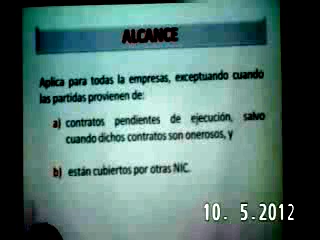 ALCANCE
Aplica para todas la empresas, exceptuando cuando
las partidas provienen de:
a) contratos pendientes de ejecución, salvo
cuando dichos contratos son onerosos, y
b) están cubiertos por otras NIC.
10. 5.2012